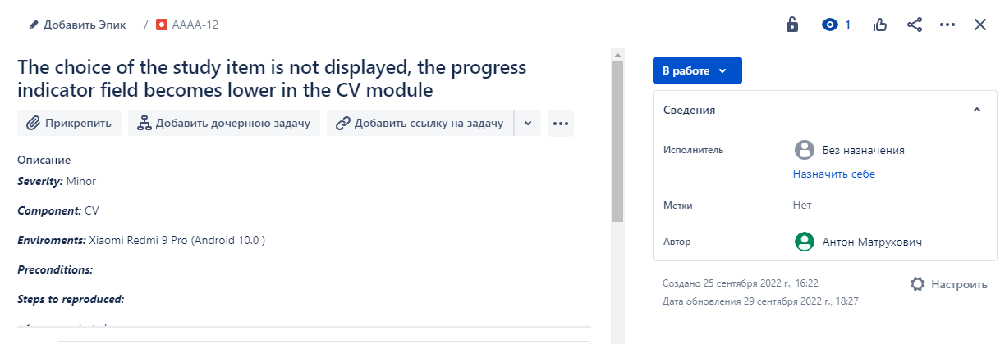 Добавить Эпик / AAAA-12
1
The choice of the study item is not displayed, the progress
indicator field becomes lower in the CV module
Прикрепить Добавить дочернюю задачу Добавить ссылку на задачу
Описание
Severity: Minor
Component: CV
Enviroments: Xiaomi Redmi 9 Pro (Android 10.0 )
Preconditions:
Steps to reproduced:
В работе
Сведения
Исполнитель Без назначения
Назначить себе
Метки Нет
Автор Антон Матрухович
Создано 25 сентября 2022 г., 16:22
Настроить
Дата обновления 29 сентября 2022 г., 18:27